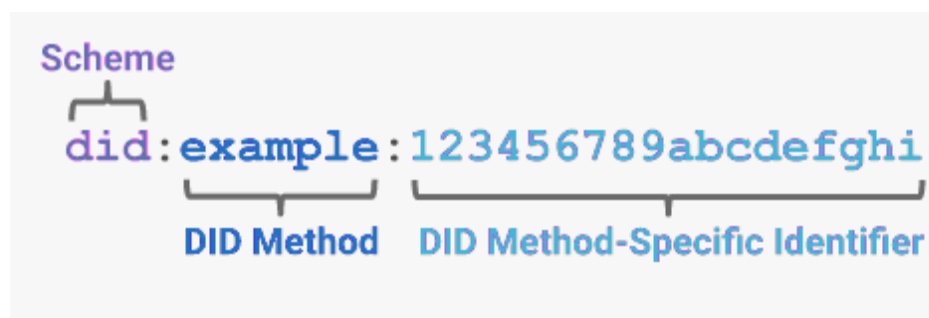 Scheme
did:example:123456789abcdefghi
DID Method DID Method-Specific Identifier